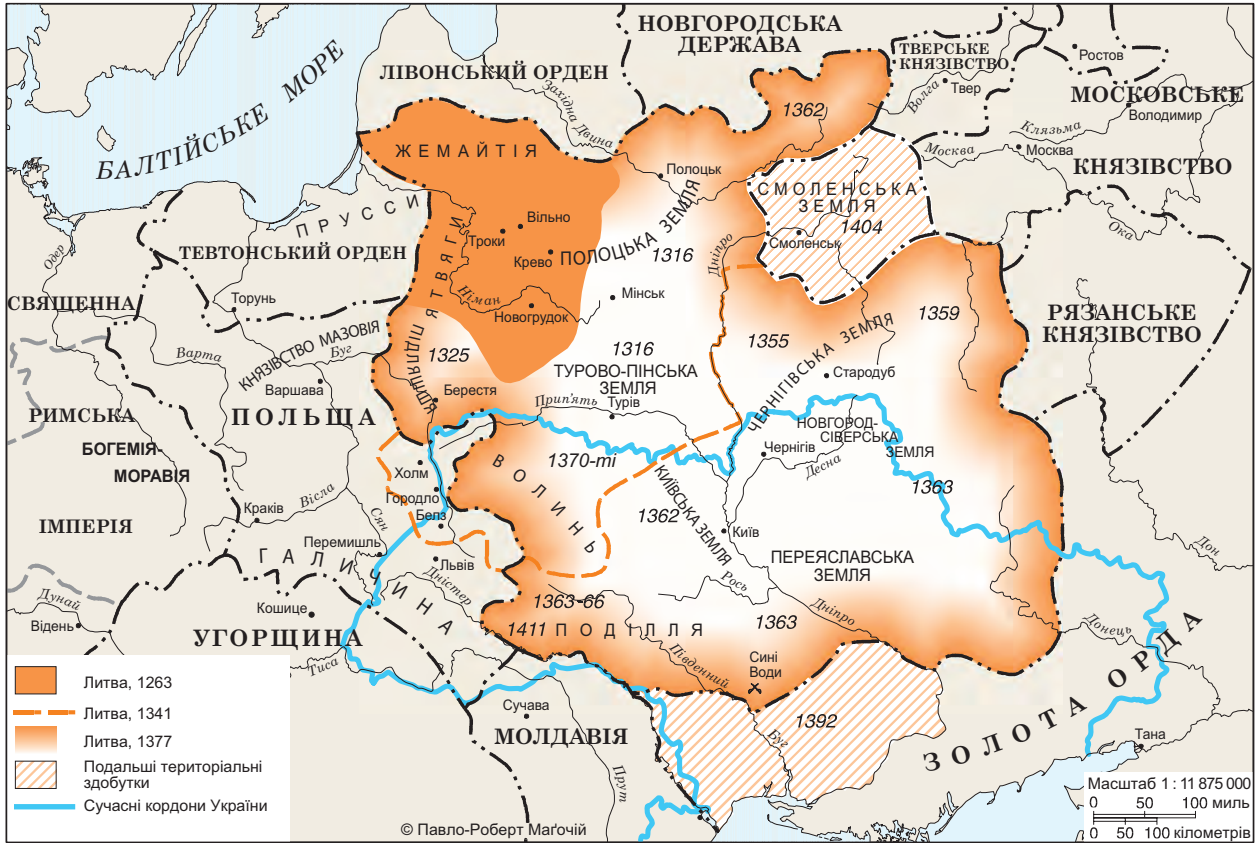 НОВГОРОДСЬКА
ДЕРЖАВА
ТВЕРСЬКЕ
КНЯЗІВСТВО
Ростов
ЛІВОНСЬКИЙ ОРДЕН
Західна Двина
Волга
Твер
МОСКОВСЬКЕ
Володимир
Клязьма
Москва
Москва
КНЯЗІВСТВО
БАЛТІЙСЬКЕ МОРЕ
1362
ЖЕМАЙТІЯ
Полоцьк
СМОЛЕНСЬКА
ЗЕМЛЯ
1404
Смоленськ
Ока
ПРУССИ
Вільно
Троки
Крево
ПОЛОЦЬКА ЗЕМЛЯ
1316
Дніпро
Одер
ТЕВТОНСЬКИЙ ОРДЕН
ЯТВЯГИ
Німан
Новогрудок
Мінськ
СВЯЩЕННА
Торунь
РЯЗАНСЬКЕ
КНЯЗІВСТВО
1359
1355
ЧЕРНІГІВСЬКА ЗЕМЛЯ
Стародуб
КНЯЗІВСТВО МАЗОВІЯ
Буг
Варта
Варшава
ПІДЛЯШШЯ
1325
Берестя
1316
ТУРОВО-ПІНСЬКА
ЗЕМЛЯ
Турів
Прип'ять
РИМСЬКА
ПОЛЬЩА
БОГЕМІЯ-
МОРАВІЯ
НОВГОРОД-
СІВЕРСЬКА
ЗЕМЛЯ
Чернігів
Десна
1363
Холм
Городло
Белз
ВОЛИНЬ
1370-ті
КИЇВСЬКА ЗЕМЛЯ
1362
Київ
ІМПЕРІЯ
Краків
Вісла
Сян
Перемишль
Львів
ГАЛИЧИНА
Дністер
ПЕРЕЯСЛАВСЬКА
ЗЕМЛЯ
Рось
Дніпро
Дон
Донець
Дунай
Відень
Кошице
УГОРЩИНА
Тиса
1363-66
1411
ПОДІЛЛЯ
1363
Південний
Буг
Сині
Води
1392
ЗОЛОТА ОРДА
Тана
Сучава
МОЛДАВІЯ
Прут
Литва, 1263
Литва, 1341
Литва, 1377
Подальші територіальні
здобутки
Сучасні кордони України
© Павло-Роберт Маґочій
Масштаб 1 : 11 875 000
0 50 100 миль
0 50 100 кілометрів